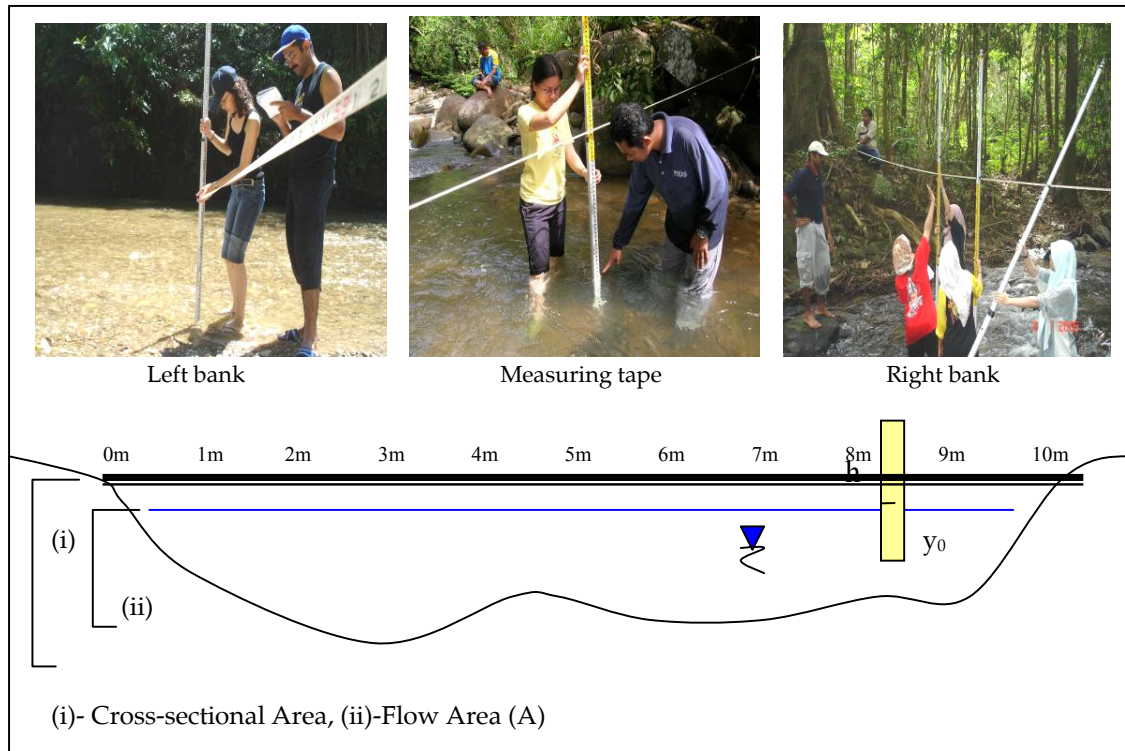 Left bank
Measuring tape
Right bank
0m 1m 2m 3m 4m 5m 6m 7m 8m 9m 10m
h
(i)
y₀
(ii)
(i)- Cross-sectional Area, (ii)-Flow Area (A)